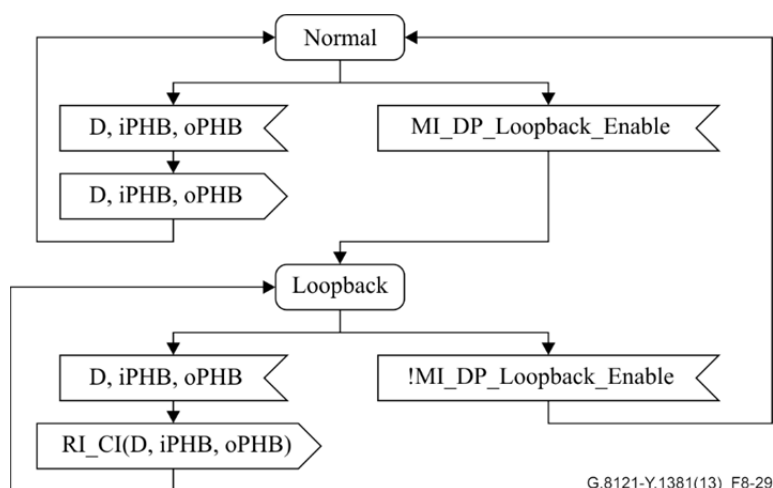 Normal
D, iPHB, oPHB
MI_DP_Loopback_Enable
D, iPHB, oPHB
Loopback
D, iPHB, oPHB
!MI_DP_Loopback_Enable
RI_CI(D, iPHB, oPHB)
G.8121-Y.1381(13)_F8-29